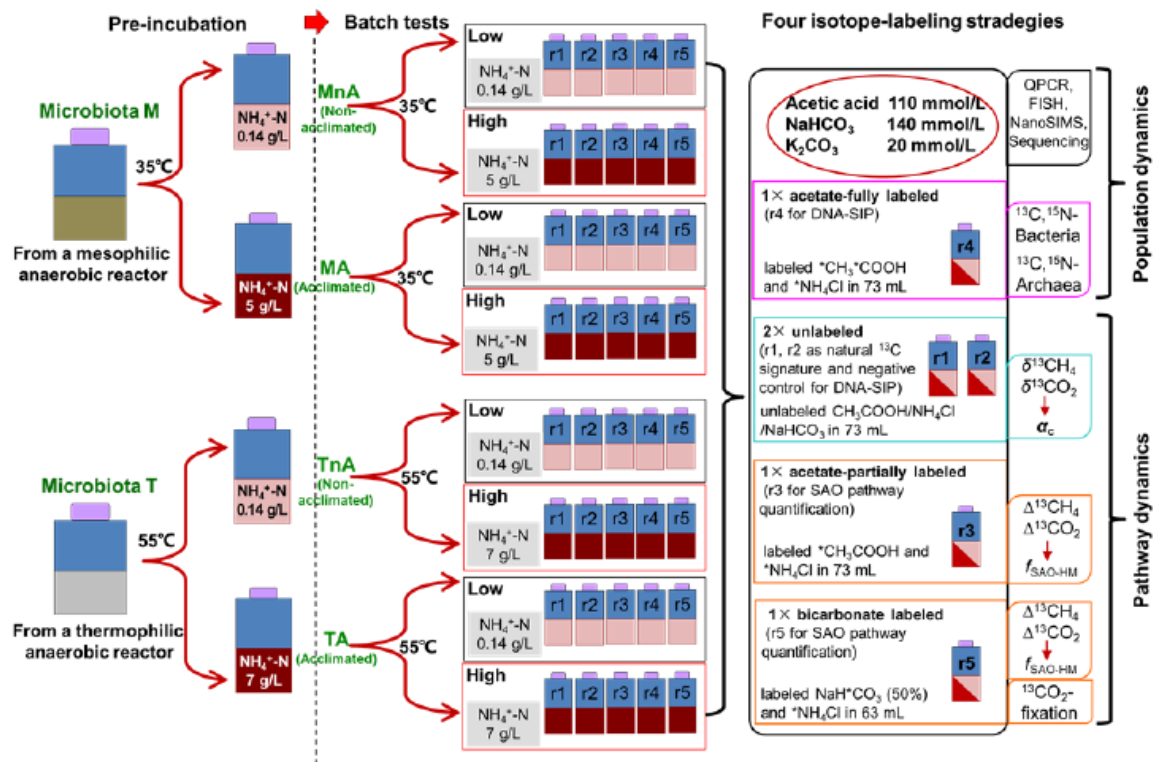 Pre-incubation
Batch tests
Four isotope-labeling stradegies
Microbiota M
35℃
From a mesophilic
anaerobic reactor
NH₄⁺-N
0.14 g/L
NH₄⁺-N
5 g/L
MnA
(Non-
acclimated)
35℃
Low
NH₄⁺-N
0.14 g/L
r1 r2 r3 r4 r5
High
NH₄⁺-N
5 g/L
r1 r2 r3 r4 r5
MA
(Acclimated)
35℃
Low
NH₄⁺-N
0.14 g/L
r1 r2 r3 r4 r5
High
NH₄⁺-N
5 g/L
r1 r2 r3 r4 r5
Microbiota T
55℃
From a thermophilic
anaerobic reactor
NH₄⁺-N
0.14 g/L
NH₄⁺-N
7 g/L
TnA
(Non-
acclimated)
55℃
Low
NH₄⁺-N
0.14 g/L
r1 r2 r3 r4 r5
High
NH₄⁺-N
7 g/L
r1 r2 r3 r4 r5
TA
(Acclimated)
55℃
Low
NH₄⁺-N
0.14 g/L
r1 r2 r3 r4 r5
High
NH₄⁺-N
7 g/L
r1 r2 r3 r4 r5
Acetic acid 110 mmol/L
NaHCO₃ 140 mmol/L
K₂CO₃ 20 mmol/L
QPCR,
FISH,
NanoSIMS,
Sequencing
1× acetate-fully labeled
(r4 for DNA-SIP)
r4
labeled *CH₃*COOH
and *NH₄Cl in 73 mL
¹³C,¹⁵N-
Bacteria
¹³C,¹⁵N-
Archaea
Population dynamics
2× unlabeled
(r1, r2 as natural ¹³C
signature and negative
control for DNA-SIP)
r1 r2
unlabeled CH₃COOH/NH₄Cl
/NaHCO₃ in 73 mL
δ¹³CH₄
δ¹³CO₂
α꜀
1× acetate-partially labeled
(r3 for SAO pathway
quantification)
r3
labeled *CH₃COOH and
*NH₄Cl in 73 mL
Δ¹³CH₄
Δ¹³CO₂
f SAO-HM
1× bicarbonate labeled
(r5 for SAO pathway
quantification)
r5
labeled NaH*CO₃ (50%)
and *NH₄Cl in 63 mL
Δ¹³CH₄
Δ¹³CO₂
f SAO-HM
¹³CO₂-
fixation
Pathway dynamics